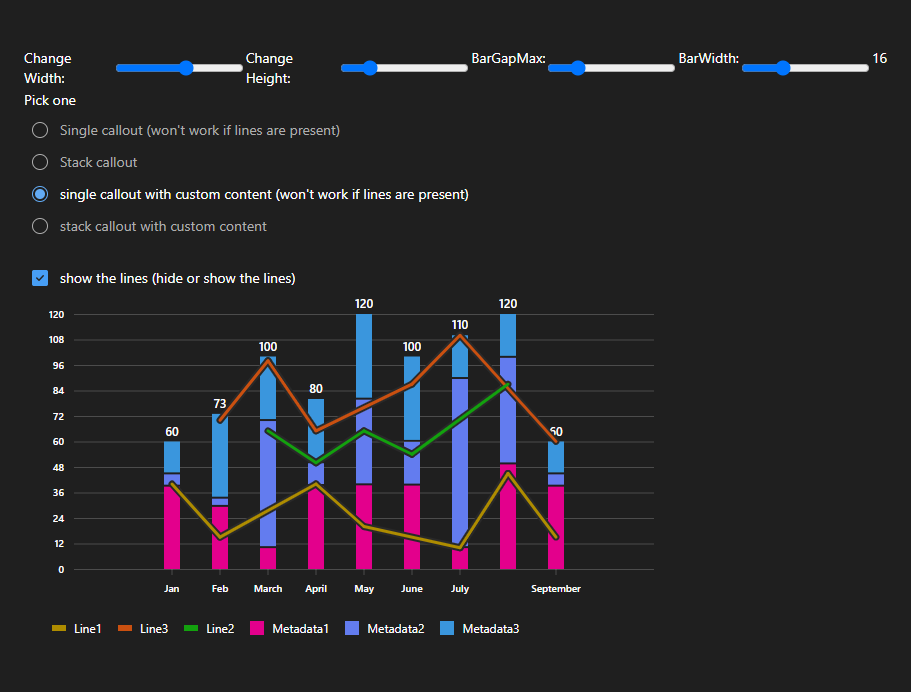 Change Width:
Change Height:
BarGapMax:
BarWidth:
16
Pick one
Single callout (won't work if lines are present)
Stack callout
single callout with custom content (won't work if lines are present)
stack callout with custom content
show the lines (hide or show the lines)
120
108
96
84
72
60
48
36
24
12
0
60
73
100
80
120
100
110
120
60
Jan
Feb
March
April
May
June
July
September
Line1
Line3
Line2
Metadata1
Metadata2
Metadata3